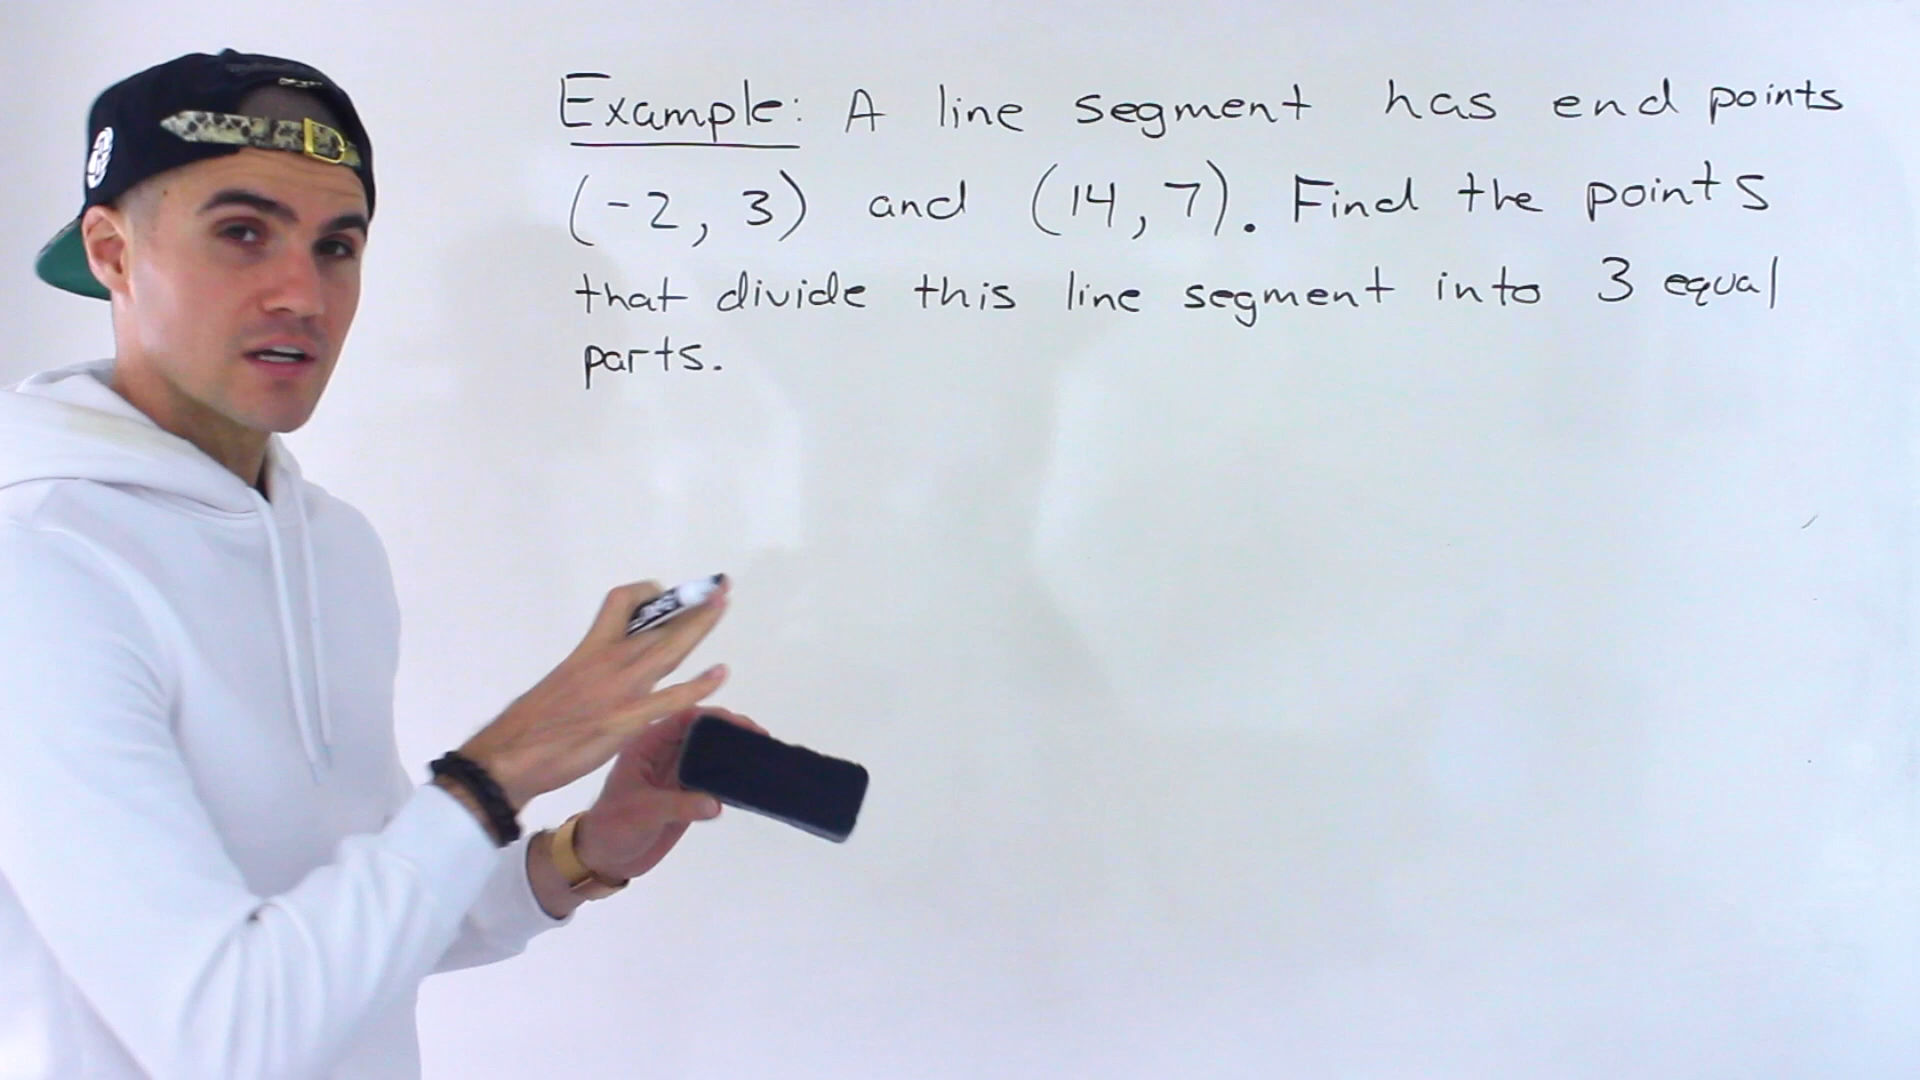 Example: A line segment has end points
(-2, 3) and (14, 7). Find the points
that divide this line segment into 3 equal
parts.